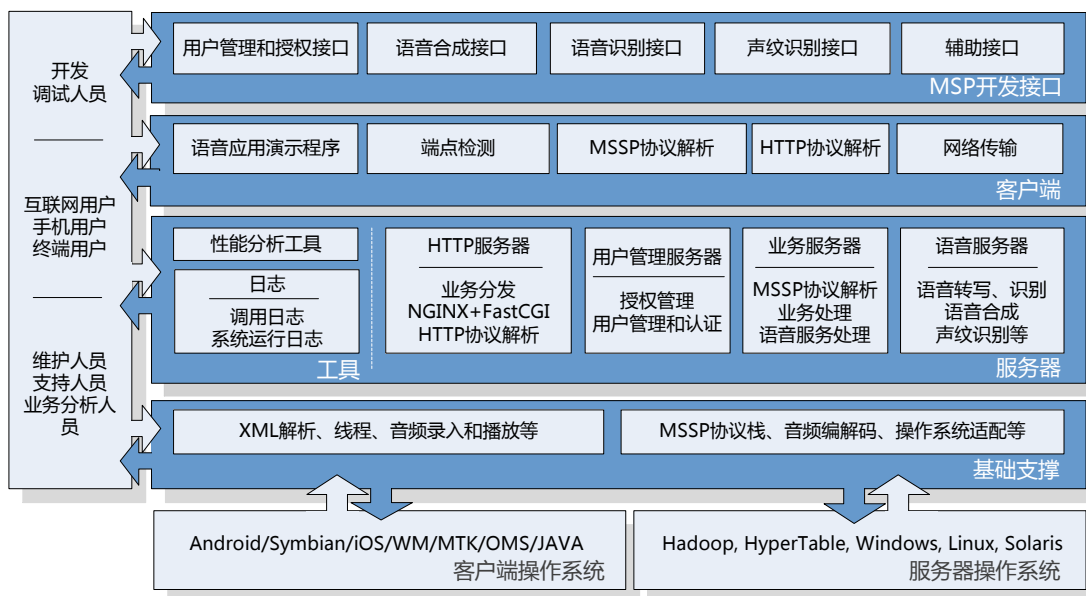 开发
调试人员
互联网用户
手机用户
终端用户
维护人员
支持人员
业务分析人
员
用户管理和授权接口
语音合成接口
语音识别接口
声纹识别接口
辅助接口
MSP开发接口
语音应用演示程序
端点检测
MSSP协议解析
HTTP协议解析
网络传输
客户端
性能分析工具
日志
调用日志
系统运行日志
工具
HTTP服务器
业务分发
NGINX+FastCGI
HTTP协议解析
用户管理服务器
授权管理
用户管理和认证
业务服务器
MSSP协议解析
业务处理
语音服务处理
语音服务器
语音转写、识别
语音合成
声纹识别等
服务器
XML解析、线程、音频录入和播放等
MSSP协议栈、音频编解码、操作系统适配等
基础支撑
Android/Symbian/iOS/WM/MTK/OMS/JAVA
客户端操作系统
Hadoop, HyperTable, Windows, Linux, Solaris
服务器操作系统